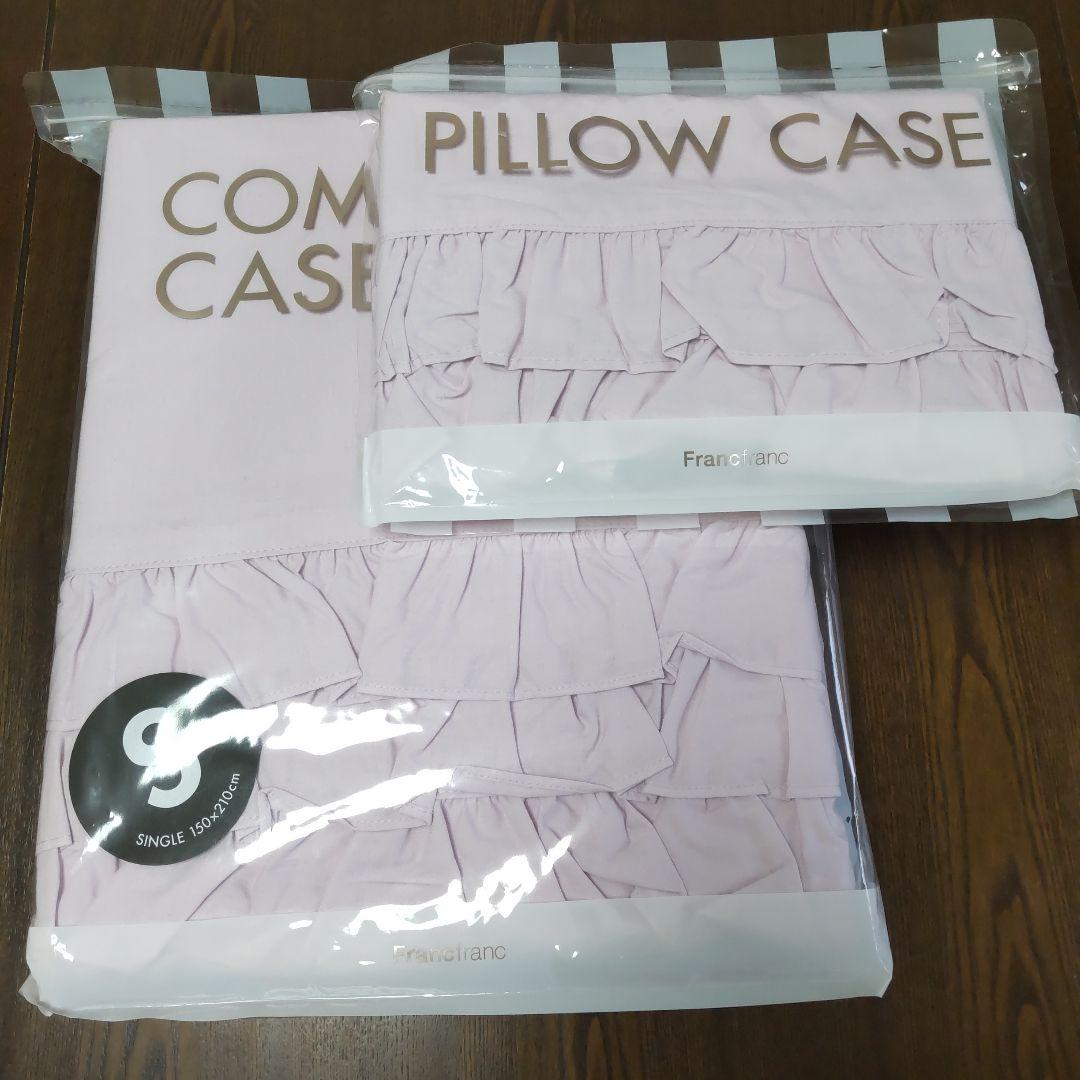 COM
CASE
S
SINGLE 150×210cm
Francfranc
PILLOW CASE
Francfranc